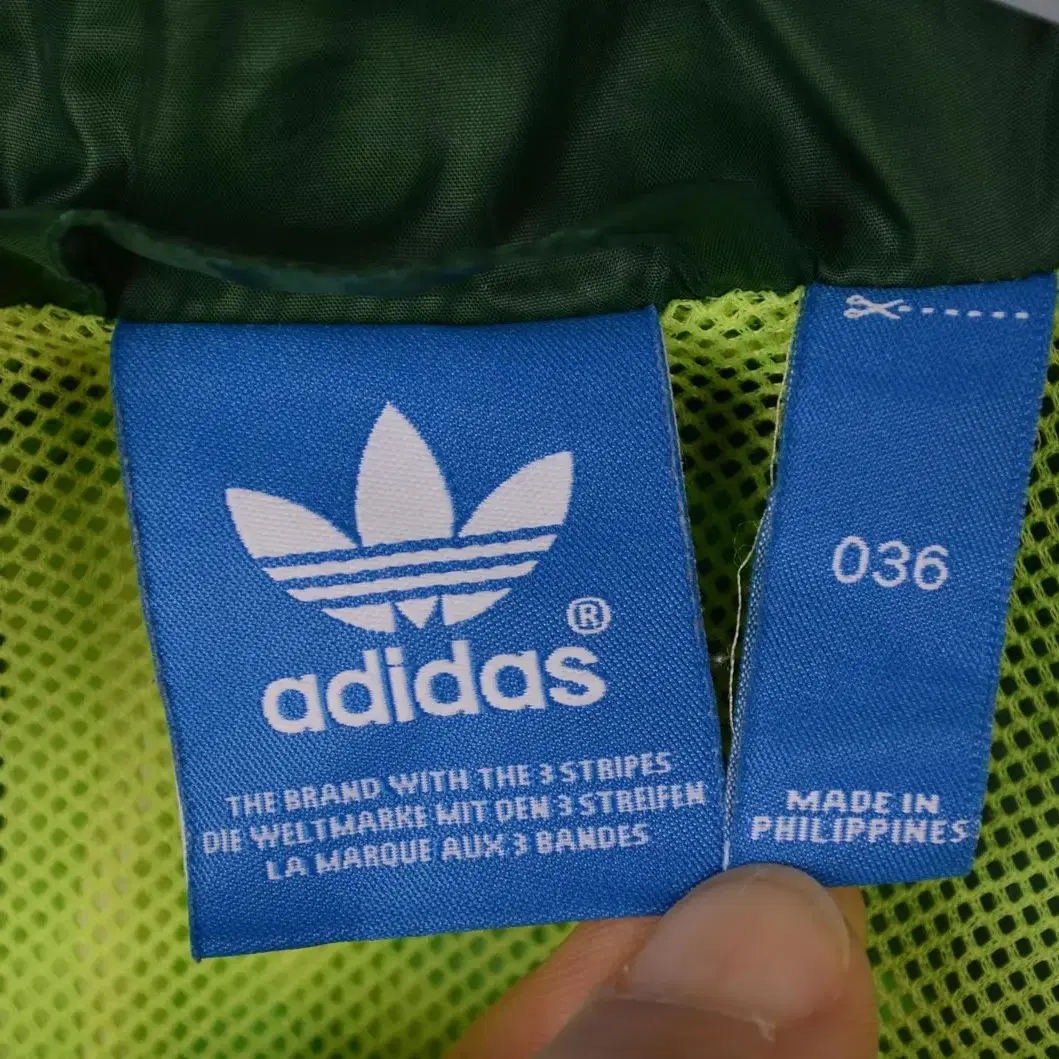 adidas®
THE BRAND WITH THE 3 STRIPES
DIE WELTMARKE MIT DEN 3 STREIFEN
LA MARQUE AUX 3 BANDES
036
MADE IN
PHILIPPINES